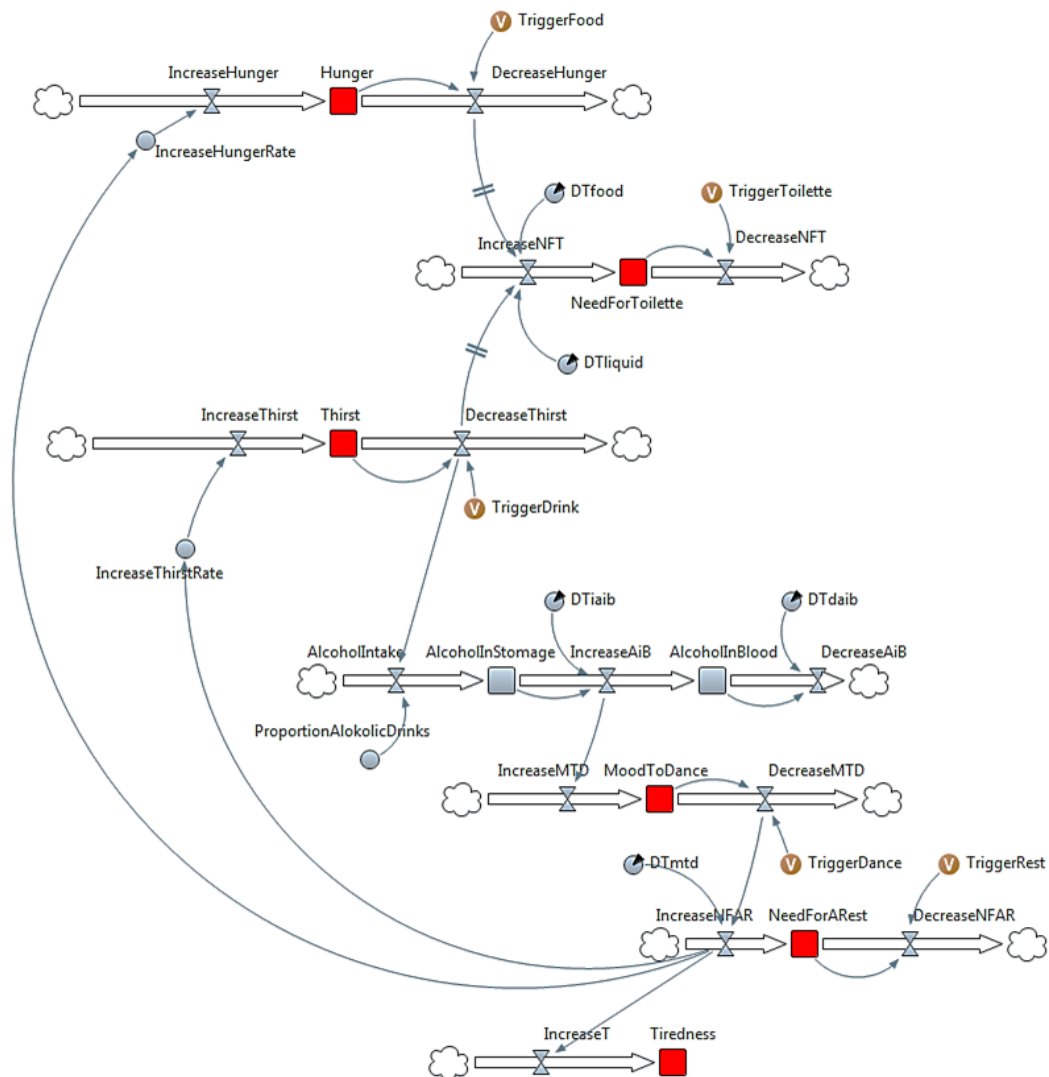 V TriggerFood
IncreaseHunger Hunger DecreaseHunger
IncreaseHungerRate
DTfood V TriggerToilette
IncreaseNFT DecreaseNFT
NeedForToilette
DTliquid
IncreaseThirst Thirst DecreaseThirst
V TriggerDrink
IncreaseThirstRate
DTiaib DTdaib
AlcoholIntake AlcoholInStomage IncreaseAiB AlcoholInBlood DecreaseAiB
ProportionAlokolicDrinks
IncreaseMTD MoodToDance DecreaseMTD
DTmtd V TriggerDance V TriggerRest
IncreaseNFAR NeedForARest DecreaseNFAR
IncreaseT Tiredness